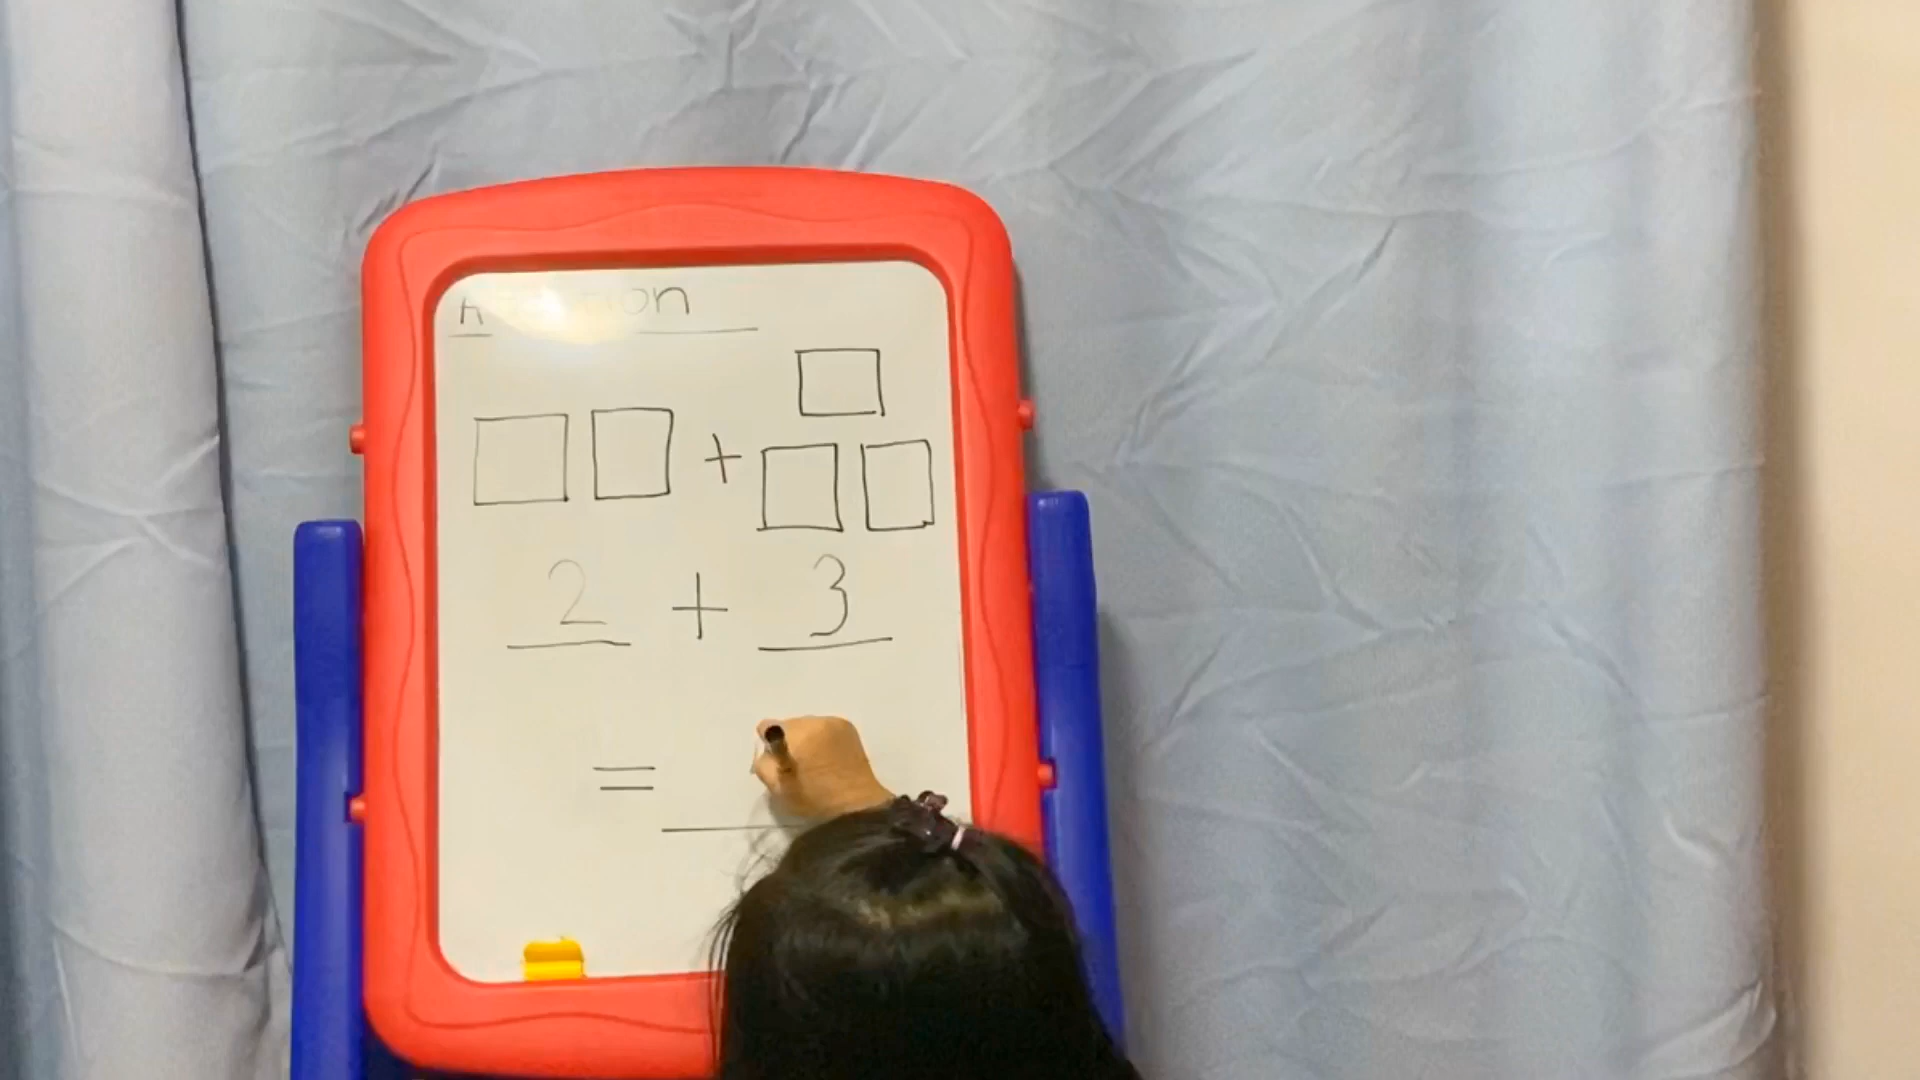 2 + 3
=